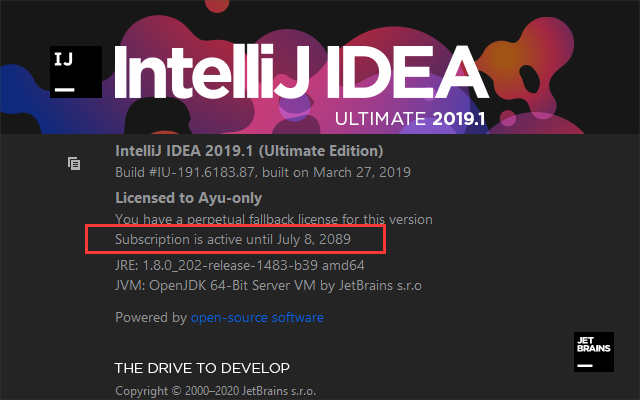 IJ
IntelliJ IDEA
ULTIMATE 2019.1
IntelliJ IDEA 2019.1 (Ultimate Edition)
Build #IU-191.6183.87, built on March 27, 2019
Licensed to Ayu-only
You have a perpetual fallback license for this version
Subscription is active until July 8, 2089
JRE: 1.8.0_202-release-1483-b39 amd64
JVM: OpenJDK 64-Bit Server VM by JetBrains s.r.o
Powered by open-source software
JET
BRAINS
THE DRIVE TO DEVELOP
Copyright © 2000–2020 JetBrains s.r.o.